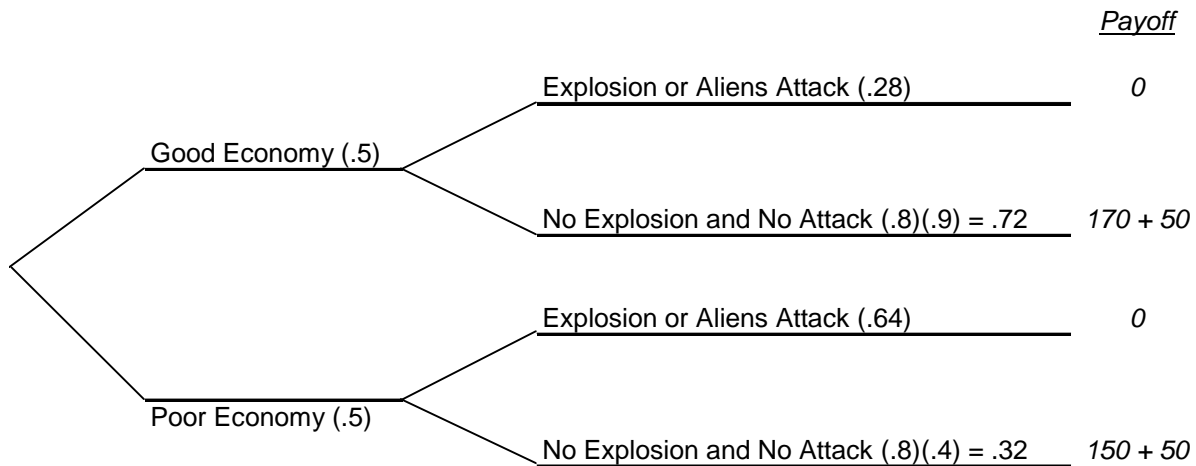 Payoff
Explosion or Aliens Attack (.28) 0
Good Economy (.5)
No Explosion and No Attack (.8)(.9) = .72 170 + 50
Explosion or Aliens Attack (.64) 0
Poor Economy (.5)
No Explosion and No Attack (.8)(.4) = .32 150 + 50